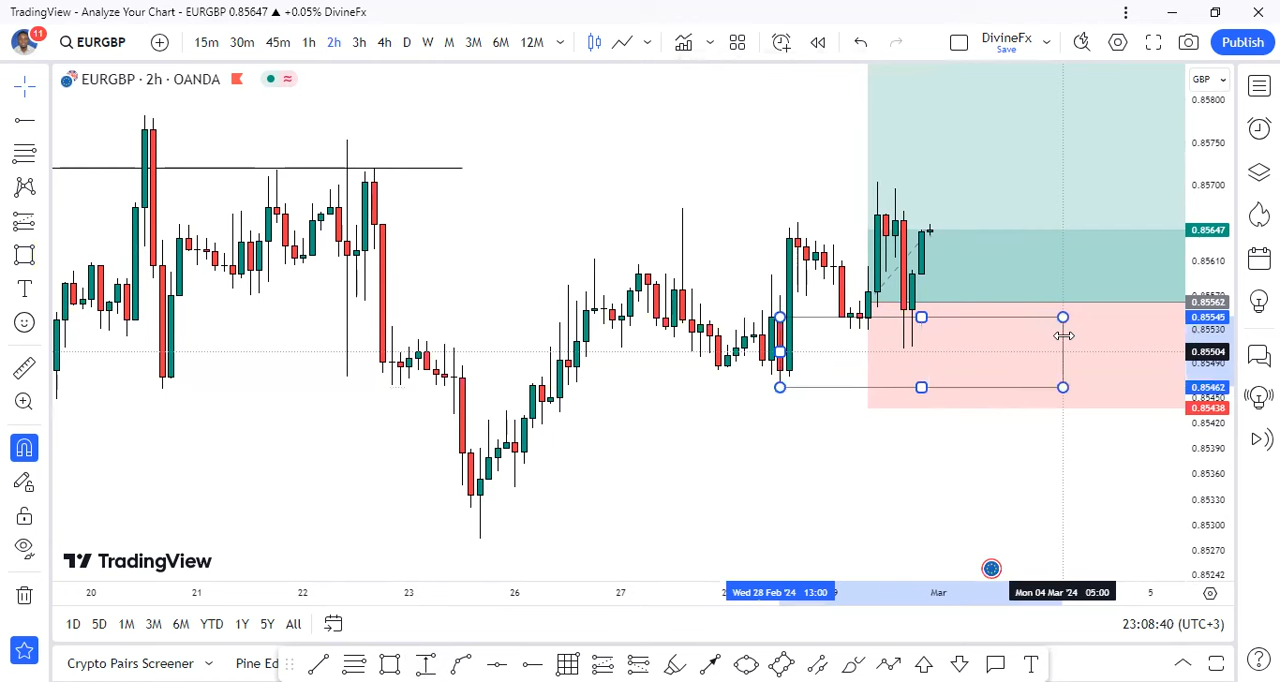 TradingView - Analyze Your Chart - EURGBP 0.85647 ▲ +0.05% DivineFx
11
EURGBP
15m 30m 45m 1h 2h 3h 4h D W M 3M 6M 12M
DivineFx
Save
Publish
EURGBP · 2h · OANDA
GBP
0.85800
0.85750
0.85700
0.85647
0.85610
0.85562
0.85545
0.85530
0.85504
0.85490
0.85462
0.85450
0.85438
0.85420
0.85390
0.85360
0.85330
0.85300
0.85270
0.85242
TradingView
20 21 22 23 26 27 Wed 28 Feb '24 13:00 Mar Mon 04 Mar '24 05:00 5
1D 5D 1M 3M 6M YTD 1Y 5Y All
23:08:40 (UTC+3)
Crypto Pairs Screener Pine Ed